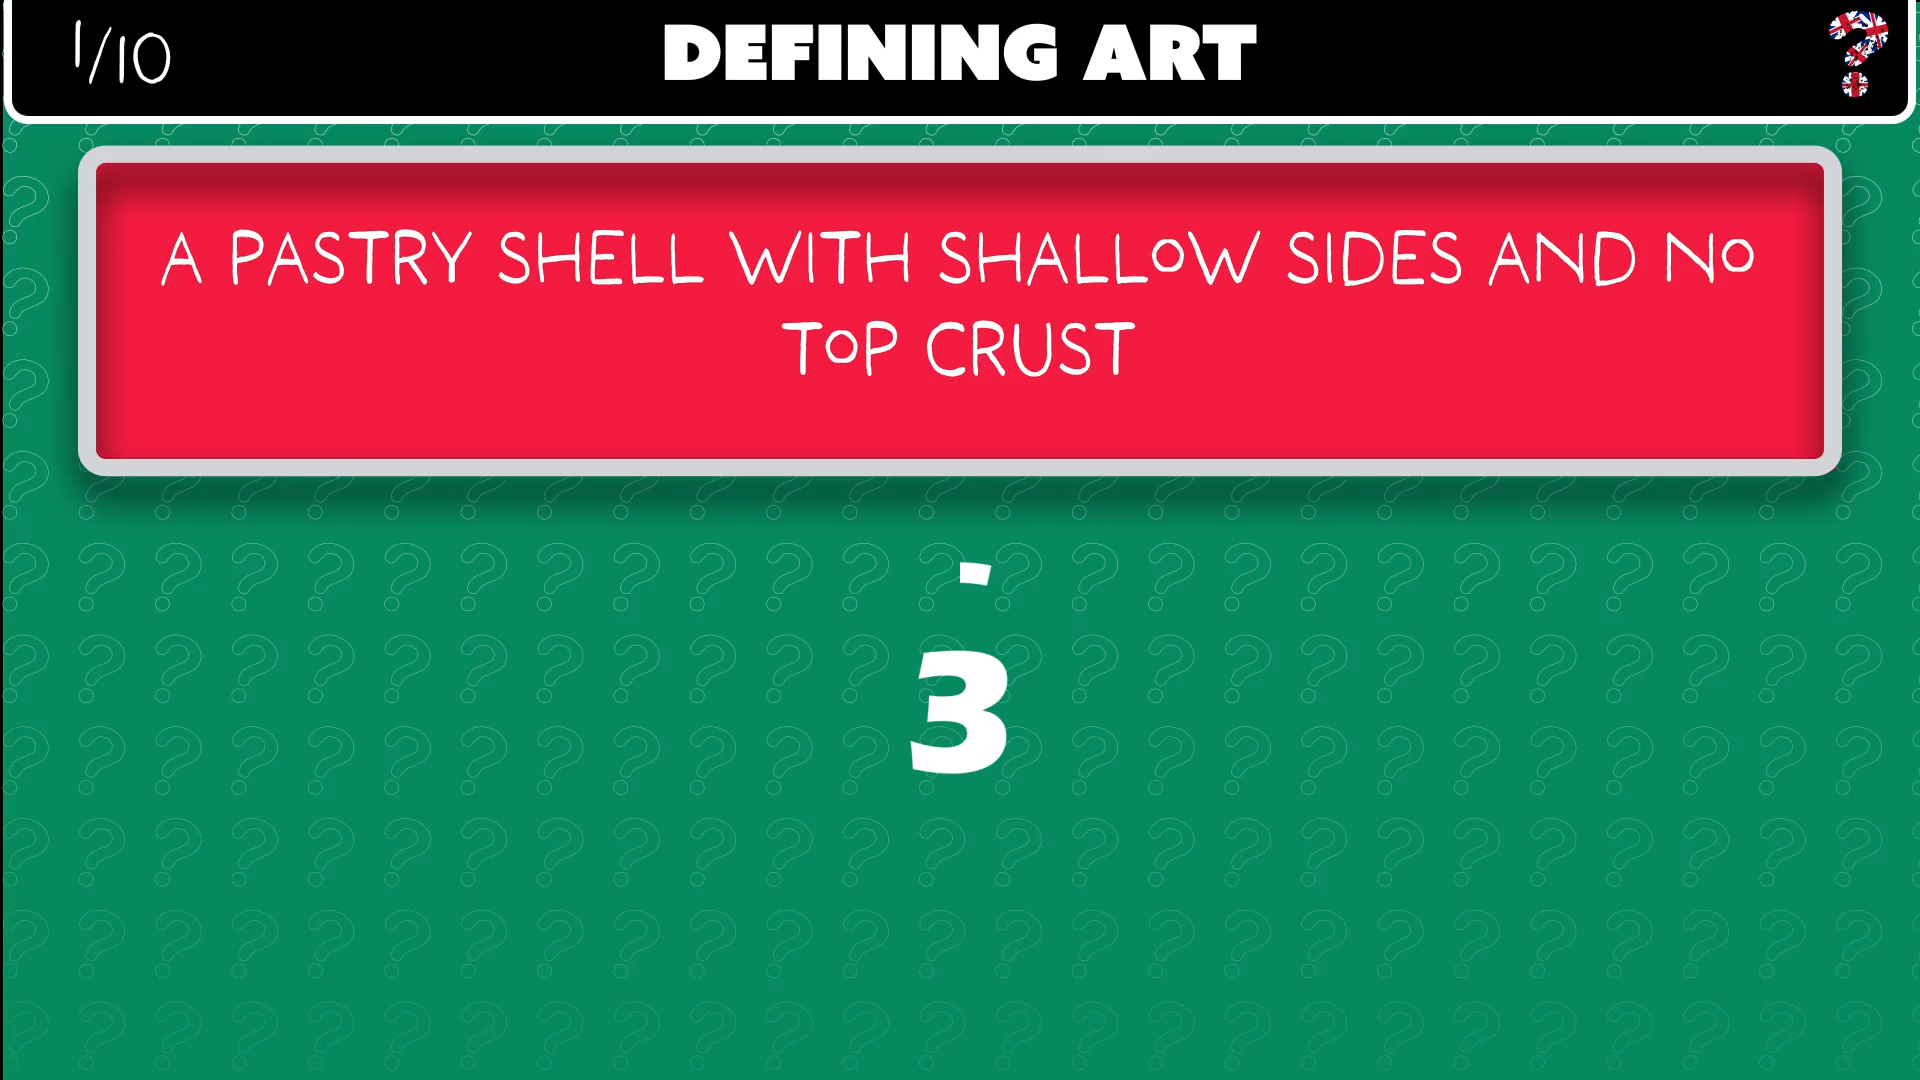 1/10
DEFINING ART
A PASTRY SHELL WITH SHALLOW SIDES AND NO
TOP CRUST
3